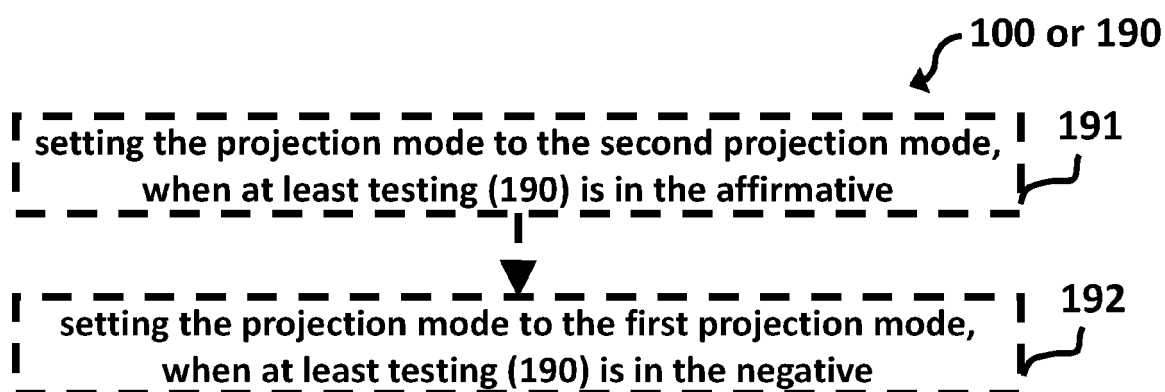 100 or 190
setting the projection mode to the second projection mode,
when at least testing (190) is in the affirmative
191
setting the projection mode to the first projection mode,
when at least testing (190) is in the negative
192